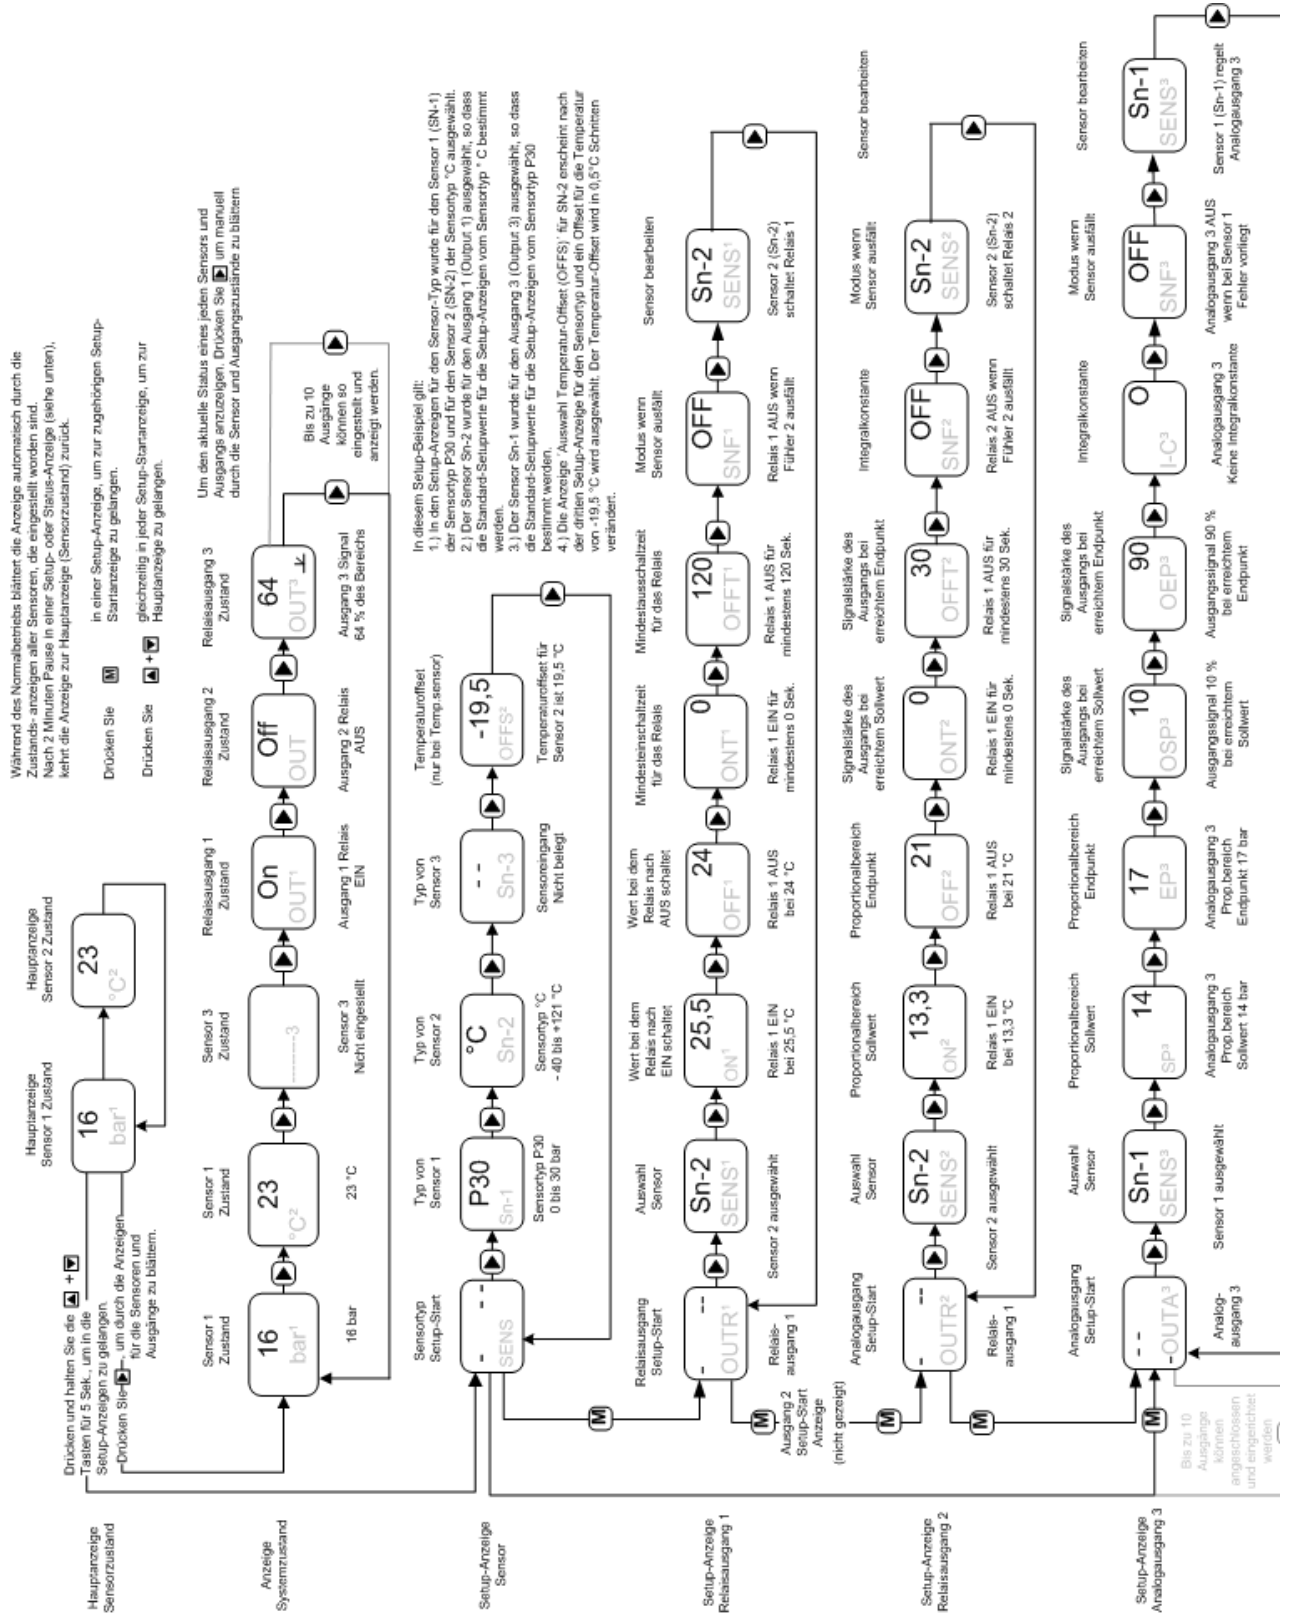 Während des Normalbetriebs blättert die Anzeige automatisch durch die
Zustands- anzeigen aller Sensoren, die eingestellt worden sind.
Nach 2 Minuten Pause in einer Setup- oder Status-Anzeige (siehe unten),
kehrt die Anzeige zur Hauptanzeige (Sensorzustand) zurück.
Drücken Sie M in einer Setup-Anzeige, um zur zugehörigen Setup-
Startanzeige zu gelangen.
Drücken Sie ▲+▼ gleichzeitig in jeder Setup-Startanzeige, um zur
Hauptanzeige zu gelangen.
Hauptanzeige
Sensorzustand
Hauptanzeige
Sensor 1 Zustand
16
bar¹
Hauptanzeige
Sensor 2 Zustand
23
°C²
Drücken und halten Sie die ▲ +▼
Tasten für 5 Sek., um in die
Setup-Anzeigen zu gelangen.
Drücken Sie ▶, um durch die Anzeigen
für die Sensoren und
Ausgänge zu blättern.
Um den aktuelle Status eines jeden Sensors und
Ausgangs anzuzeigen, Drücken Sie ▶ um manuell
durch die Sensor und Ausgangszustände zu blättern
Anzeige
Systemzustand
Sensor 1
Zustand
16
bar¹
16 bar
Sensor 1
Zustand
23
°C²
23 °C
Sensor 3
Zustand
-------3
Sensor 3
Nicht eingestellt
Relaisausgang 1
Zustand
On
OUT¹
Ausgang 1 Relais
EIN
Relaisausgang 2
Zustand
Off
OUT
Ausgang 2 Relais
AUS
Relaisausgang 3
Zustand
64
OUT³
Ausgang 3 Signal
64 % des Bereichs
Bis zu 10
Ausgänge
können so
eingestellt und
anzeigt werden.
In diesem Setup-Beispiel gilt:
1.) In den Setup-Anzeigen für den Sensor-Typ wurde für den Sensor 1 (SN-1)
der Sensortyp P30 und für den Sensor 2 (SN-2) der Sensortyp °C ausgewählt.
2.) Der Sensor Sn-2 wurde für den Ausgang 1 (Output 1) ausgewählt, so dass
die Standard-Setupwerte für die Setup-Anzeigen vom Sensortyp ° C bestimmt
werden.
3.) Der Sensor Sn-1 wurde für den Ausgang 3 (Output 3) ausgewählt, so dass
die Standard-Setupwerte für die Setup-Anzeigen vom Sensortyp P30
bestimmt werden.
4.) Die Anzeige Auswahl Temperatur-Offset (OFFS) für SN-2 erscheint nach
der dritten Setup-Anzeige für den Sensortyp und ein Offset für die Temperatur
von -19,5 °C wird ausgewählt. Der Temperatur-Offset wird in 0,5°C Schritten
verändert.
Setup-Anzeige
Sensor
Sensortyp
Setup-Start
- --
SENS
Typ von
Sensor 1
P30
Sn-1
Sensortyp P30
0 bis 30 bar
Typ von
Sensor 2
°C
Sn-2
Sensortyp °C
- 40 bis +121 °C
Typ von
Sensor 3
--
Sn-3
Sensoreingang
Nicht belegt
Temperaturoffset
(nur bei Temp.sensor)
-19,5
OFFS²
Temperaturoffset für
Sensor 2 ist 19,5 °C
Setup-Anzeige
Relaisausgang 1
Relaisausgang
Setup-Start
- --
OUTR¹
Relais-
ausgang 1
Auswahl
Sensor
Sn-2
SENS¹
Sensor 2 ausgewählt
Wert bei dem
Relais nach
EIN schaltet
25,5
ON¹
Relais 1 EIN
bei 25,5 °C
Wert bei dem
Relais nach
AUS schaltet
24
OFF¹
Relais 1 AUS
bei 24 °C
Mindesteinschaltzeit
für das Relais
0
ONT¹
Relais 1 EIN für
mindestens 0 Sek.
Mindestausschaltzeit
für das Relais
120
OFFT¹
Relais 1 AUS für
mindestens 120 Sek.
Modus wenn
Sensor ausfällt
OFF
SNF¹
Relais 1 AUS wenn
Fühler 2 ausfällt
Sensor bearbeiten
Sn-2
SENS¹
Sensor 2 (Sn-2)
schaltet Relais 1
M
M
Ausgang 2
Setup-Start
Anzeige
(nicht gezeigt)
M
Setup-Anzeige
Relaisausgang 2
Analogausgang
Setup-Start
- --
OUTR²
Relais-
ausgang 1
Auswahl
Sensor
Sn-2
SENS²
Sensor 2 ausgewählt
Proportionalbereich
Sollwert
13,3
ON²
Relais 1 EIN
bei 13,3 °C
Proportionalbereich
Endpunkt
21
OFF²
Relais 1 AUS
bei 21 °C
Signalstärke des
Ausgangs bei
erreichtem Sollwert
0
ONT²
Relais 1 EIN für
mindestens 0 Sek.
Signalstärke des
Ausgangs bei
erreichtem Endpunkt
30
OFFT²
Relais 1 AUS für
mindestens 30 Sek.
Integralkonstante
OFF
SNF²
Relais 2 AUS wenn
Fühler 2 ausfällt
Modus wenn
Sensor ausfällt
Sn-2
SENS²
Sensor 2 (Sn-2)
schaltet Relais 2
Sensor bearbeiten
M
Setup-Anzeige
Analogausgang 3
Analogausgang
Setup-Start
--
-OUTA³
Analog-
ausgang 3
Auswahl
Sensor
Sn-1
SENS³
Sensor 1 ausgewählt
Proportionalbereich
Sollwert
14
SP³
Analogausgang 3
Prop.bereich
Sollwert 14 bar
Proportionalbereich
Endpunkt
17
EP³
Analogausgang 3
Prop.bereich
Endpunkt 17 bar
Signalstärke des
Ausgangs bei
erreichtem Sollwert
10
OSP³
Ausgangssignal 10 %
bei erreichtem
Sollwert
Signalstärke des
Ausgangs bei
erreichtem Endpunkt
90
OEP³
Ausgangssignal 90 %
bei erreichtem
Endpunkt
Integralkonstante
O
I-C³
Analogausgang 3
Keine Integralkonstante
Modus wenn
Sensor ausfällt
OFF
SNF³
Analogausgang 3 AUS
wenn bei Sensor 1
Fehler vorliegt
Sensor bearbeiten
Sn-1
SENS³
Sensor 1 (Sn-1) regelt
Analogausgang 3
Bis zu 10
Ausgänge
können
angeschlossen
und eingerichtet
werden